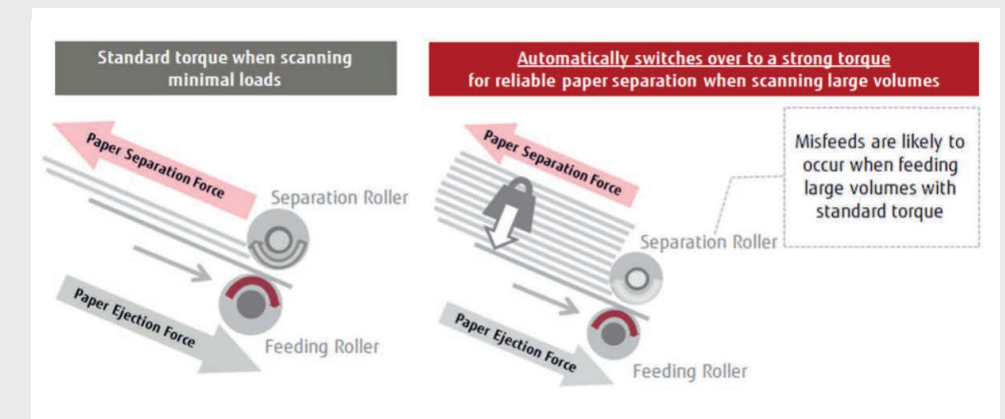 Standard torque when scanning
minimal loads
Paper Separation Force
Separation Roller
Paper Ejection Force
Feeding Roller
Automatically switches over to a strong torque
for reliable paper separation when scanning large volumes
Paper Separation Force
Misfeeds are likely to
occur when feeding
large volumes with
standard torque
Separation Roller
Paper Ejection Force
Feeding Roller